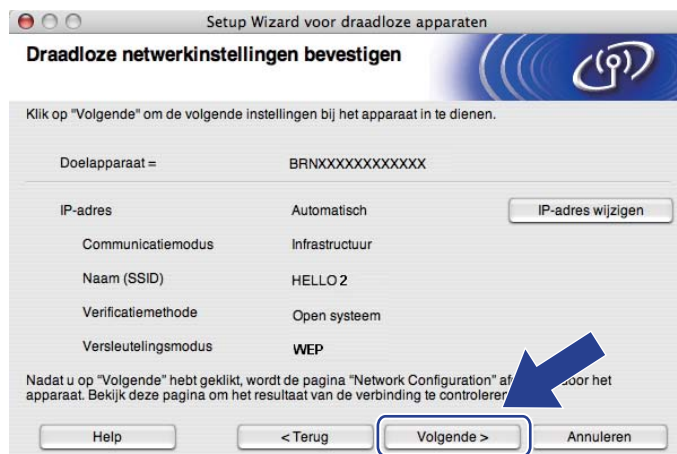 Setup Wizard voor draadloze apparaten
Draadloze netwerkinstellingen bevestigen
Klik op "Volgende" om de volgende instellingen bij het apparaat in te dienen.
Doelapparaat = BRNXXXXXXXXXXXX
IP-adres Automatisch IP-adres wijzigen
Communicatiemodus Infrastructuur
Naam (SSID) HELLO 2
Verificatiemethode Open systeem
Versleutelingsmodus WEP
Nadat u op "Volgende" hebt geklikt, wordt de pagina "Network Configuration" door het
apparaat. Bekijk deze pagina om het resultaat van de verbinding te controleren
Help < Terug Volgende > Annuleren